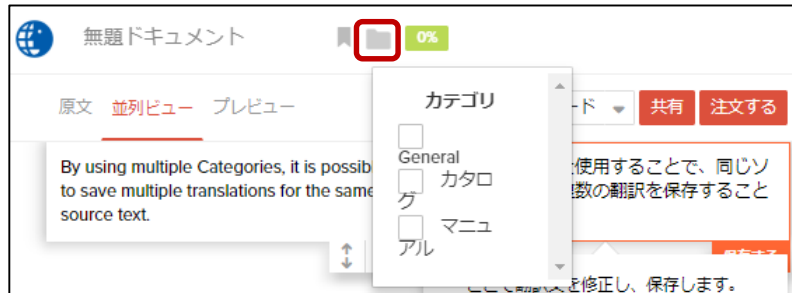 無題ドキュメント
0%
原文 並列ビュー プレビュー
ード 共有 注文する
カテゴリ
General
カタロ
グ
マニュ
アル
By using multiple Categories, it is possib
to save multiple translations for the same
source text.
使用することで、同じソ
数の翻訳を保存すること
を修正し、保存します。